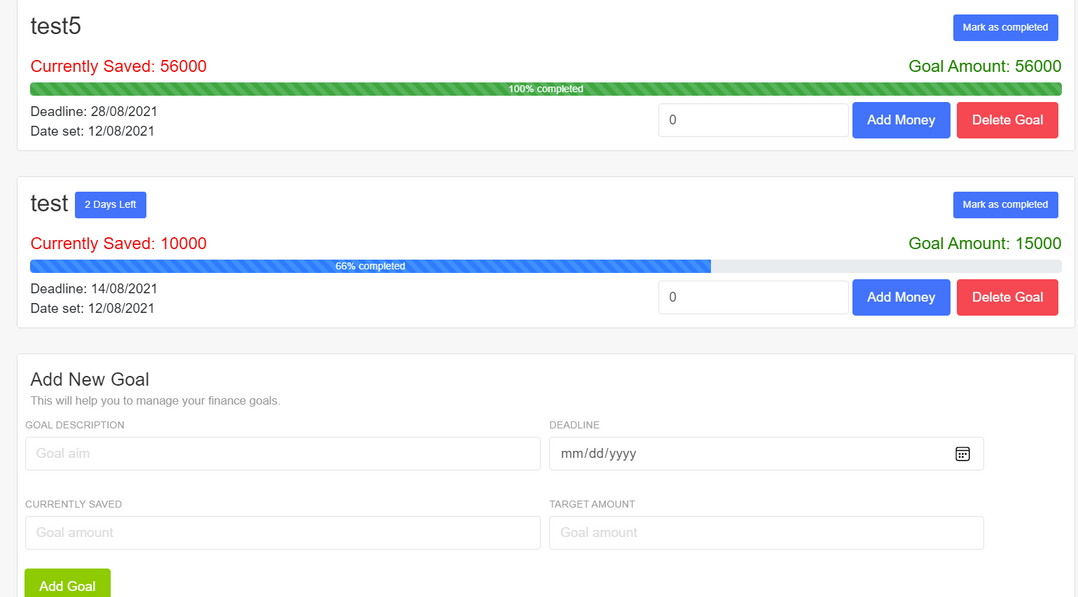 test5
Mark as completed
Currently Saved: 56000
Goal Amount: 56000
100% completed
Deadline: 28/08/2021
Date set: 12/08/2021
0
Add Money
Delete Goal
test
2 Days Left
Mark as completed
Currently Saved: 10000
Goal Amount: 15000
66% completed
Deadline: 14/08/2021
Date set: 12/08/2021
0
Add Money
Delete Goal
Add New Goal
This will help you to manage your finance goals.
GOAL DESCRIPTION
DEADLINE
Goal aim
mm/dd/yyyy
CURRENTLY SAVED
TARGET AMOUNT
Goal amount
Goal amount
Add Goal